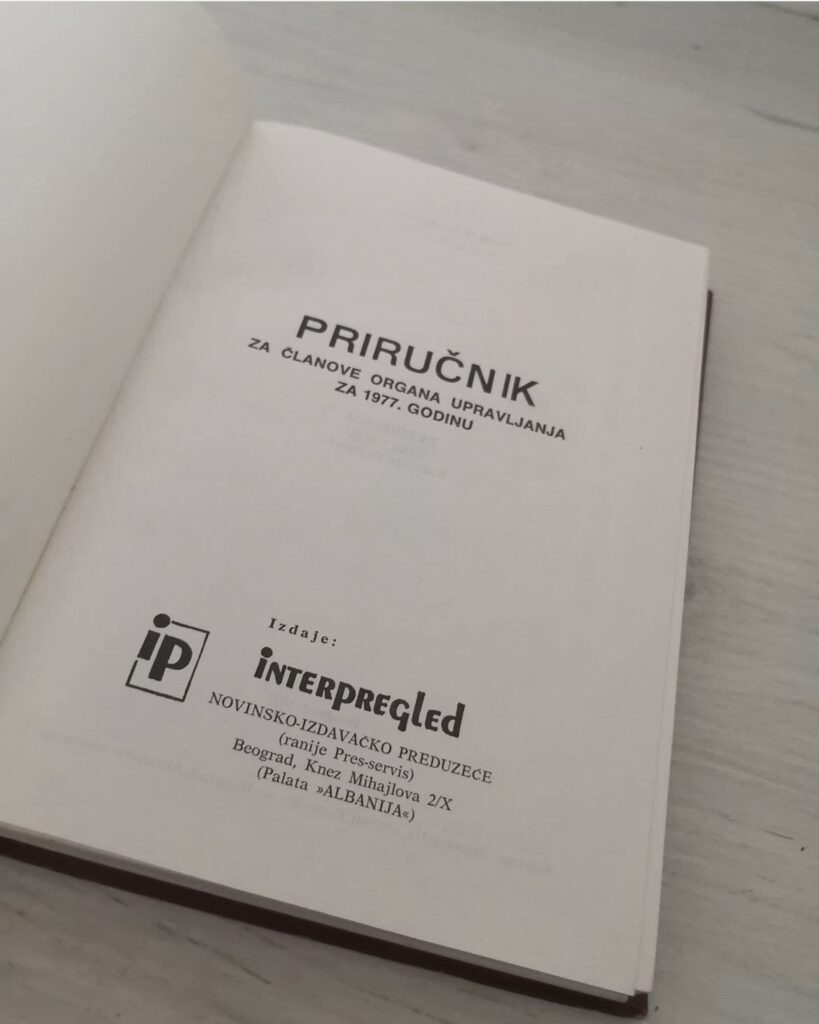 PRIRUČNIK
ZA ČLANOVE ORGANA UPRAVLJANJA
ZA 1977. GODINU
Izdaje:
iP
iNTERPREGled
NOVINSKO-IZDAVAČKO PREDUZEĆE
(ranije Pres-servis)
Beograd, Knez Mihajlova 2/X
(Palata »ALBANIJA«)